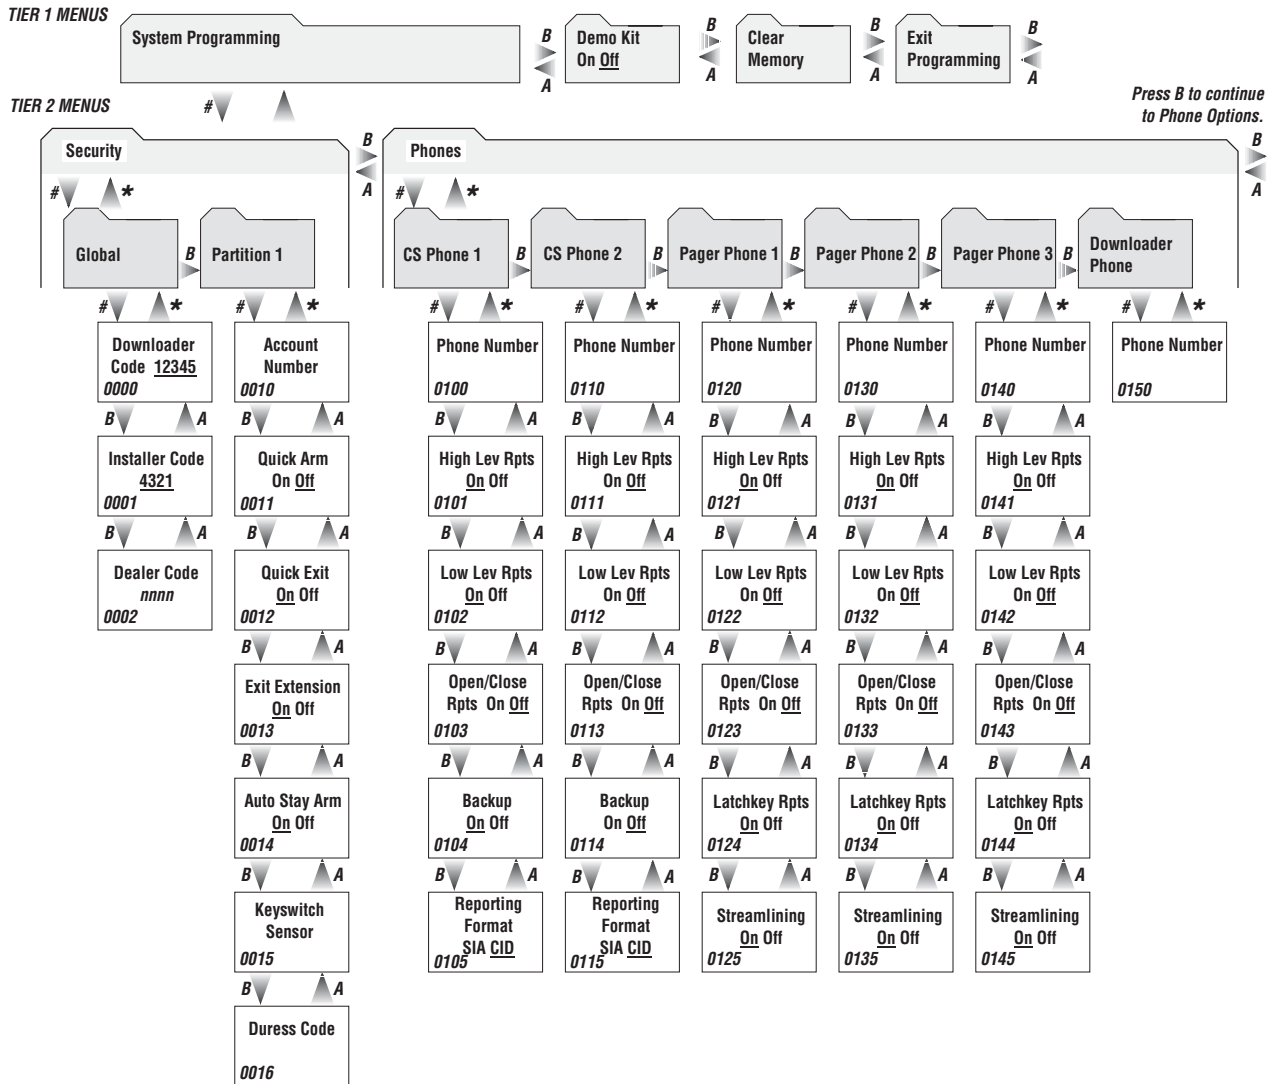 TIER 1 MENUS
System Programming
B
A
Demo Kit
On Off
B
A
Clear
Memory
B
A
Exit
Programming
B
A
TIER 2 MENUS
#
Press B to continue
to Phone Options.
Security
B
A
Phones
B
A
# *
# *
Global
B
Partition 1
CS Phone 1
B
CS Phone 2
B
Pager Phone 1
B
Pager Phone 2
B
Pager Phone 3
B
Downloader
Phone
# *
# *
# *
# *
# *
# *
# *
# *
Downloader
Code 12345
0000
B A
Installer Code
4321
0001
B A
Dealer Code
nnnn
0002
Account
Number
0010
B A
Quick Arm
On Off
0011
B A
Quick Exit
On Off
0012
B A
Exit Extension
On Off
0013
B A
Auto Stay Arm
On Off
0014
B A
Keyswitch
Sensor
0015
B A
Duress Code
0016
Phone Number
0100
B A
High Lev Rpts
On Off
0101
B A
Low Lev Rpts
On Off
0102
B A
Open/Close
Rpts On Off
0103
B A
Backup
On Off
0104
B A
Reporting
Format
SIA CID
0105
Phone Number
0110
B A
High Lev Rpts
On Off
0111
B A
Low Lev Rpts
On Off
0112
B A
Open/Close
Rpts On Off
0113
B A
Backup
On Off
0114
B A
Reporting
Format
SIA CID
0115
Phone Number
0120
B A
High Lev Rpts
On Off
0121
B A
Low Lev Rpts
On Off
0122
B A
Open/Close
Rpts On Off
0123
B A
Latchkey Rpts
On Off
0124
B A
Streamlining
On Off
0125
Phone Number
0130
B A
High Lev Rpts
On Off
0131
B A
Low Lev Rpts
On Off
0132
B A
Open/Close
Rpts On Off
0133
B A
Latchkey Rpts
On Off
0134
B A
Streamlining
On Off
0135
Phone Number
0140
B A
High Lev Rpts
On Off
0141
B A
Low Lev Rpts
On Off
0142
B A
Open/Close
Rpts On Off
0143
B A
Latchkey Rpts
On Off
0144
B A
Streamlining
On Off
0145
Phone Number
0150